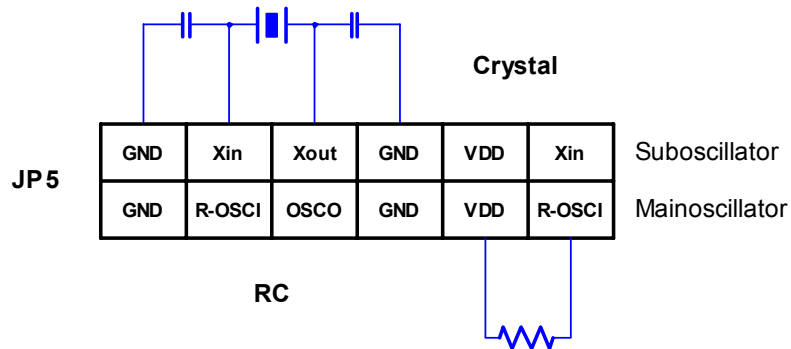 Crystal
GND Xin Xout GND VDD Xin Suboscillator
JP5
GND R-OSCI OSCO GND VDD R-OSCI Mainoscillator
RC